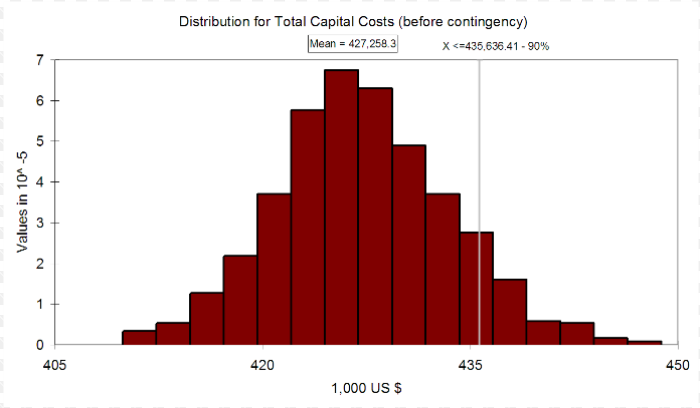 Distribution for Total Capital Costs (before contingency)
Mean = 427,258.3
X <=435,636.41 - 90%
Values in 10^ -5
7
6
5
4
3
2
1
0
405 420 435 450
1,000 US $